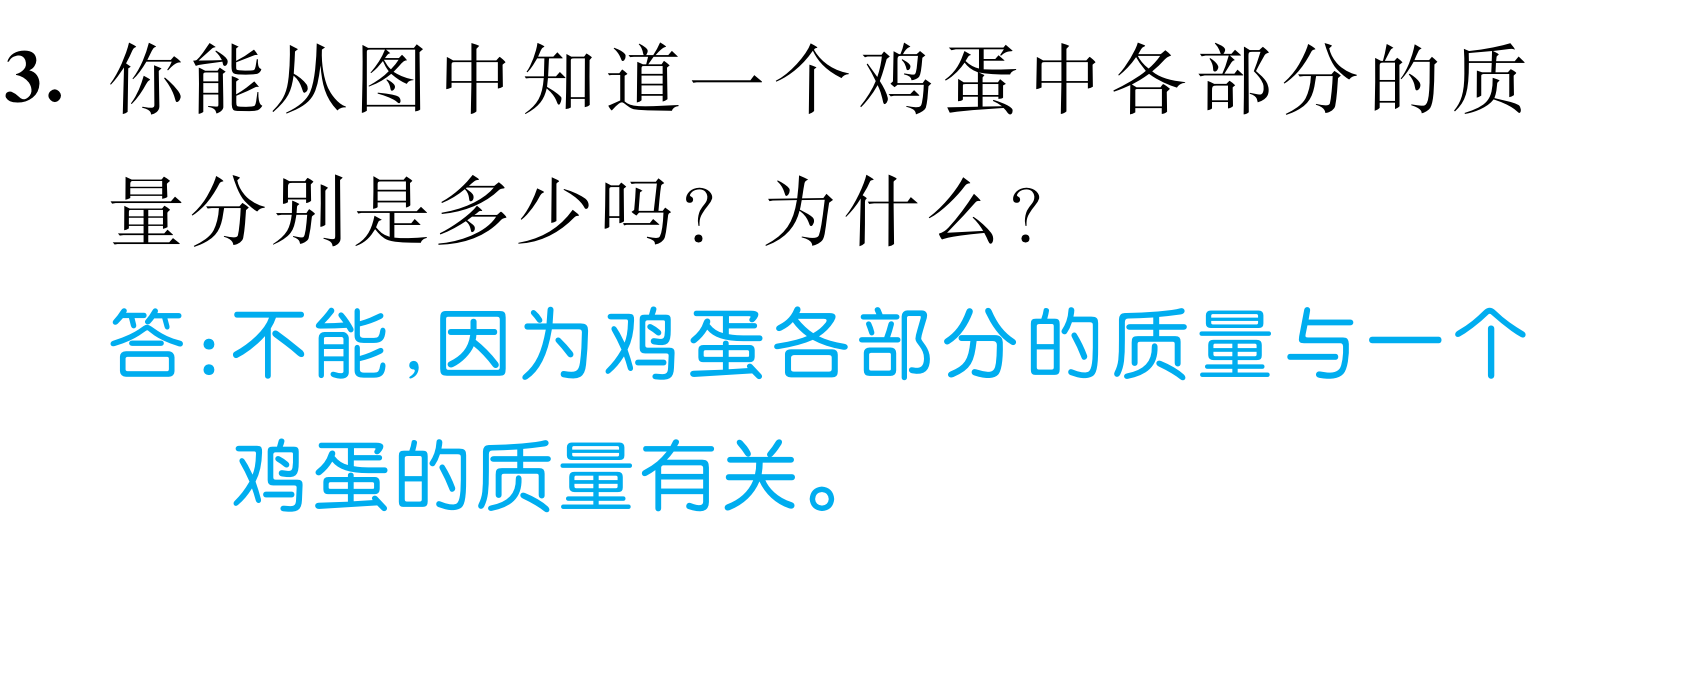 3. 你能从图中知道一个鸡蛋中各部分的质
量分别是多少吗？为什么？
答:不能,因为鸡蛋各部分的质量与一个
鸡蛋的质量有关。